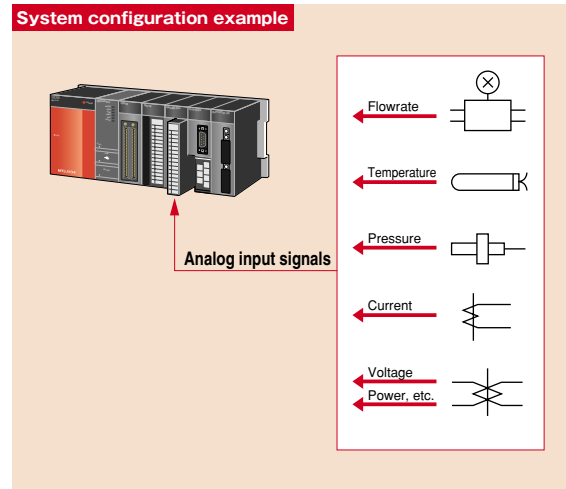 System configuration example
Flowrate
Temperature
Pressure
Analog input signals
Current
Voltage
Power, etc.